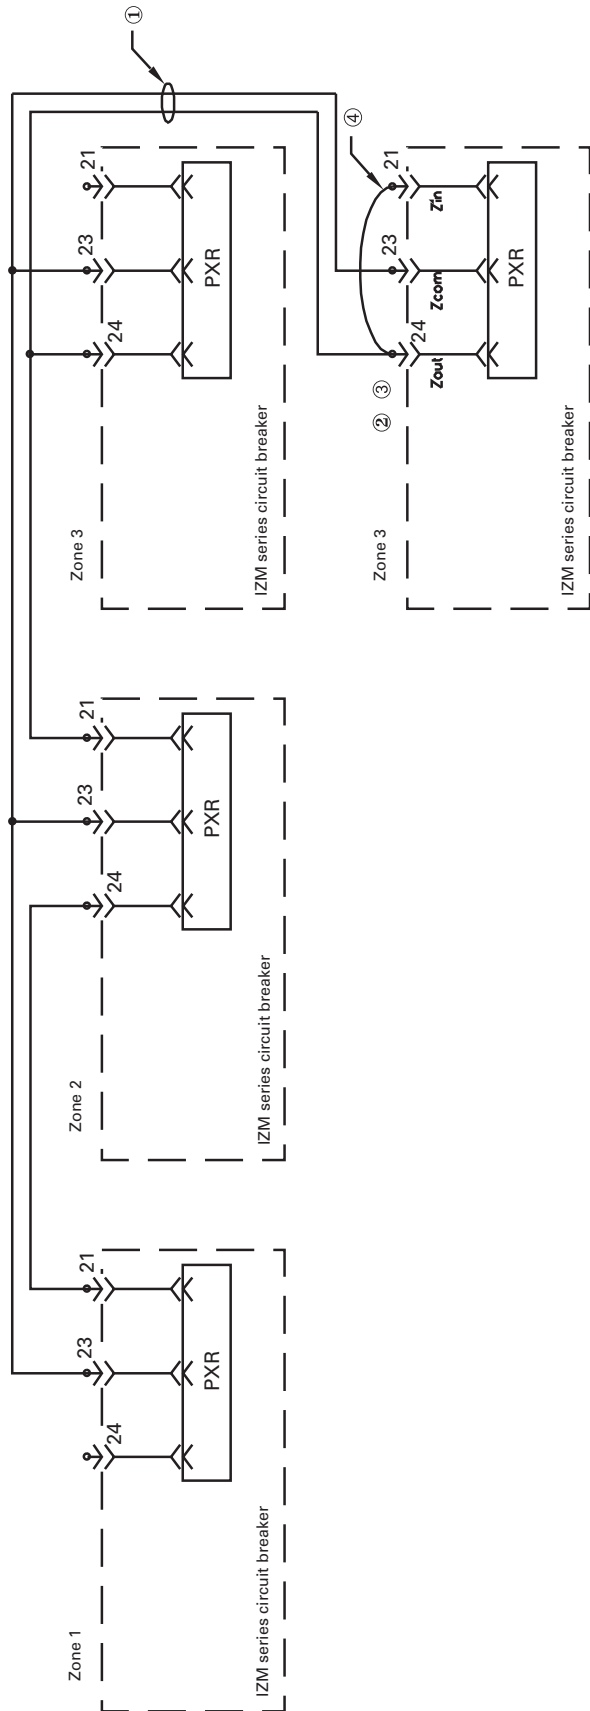 ①
21
23
24
PXR
Zone 3
IZM series circuit breaker
④
21
23
24
Zin
Zcom
Zout
PXR
③
②
Zone 3
IZM series circuit breaker
21
23
24
PXR
Zone 2
IZM series circuit breaker
21
23
24
PXR
Zone 1
IZM series circuit breaker